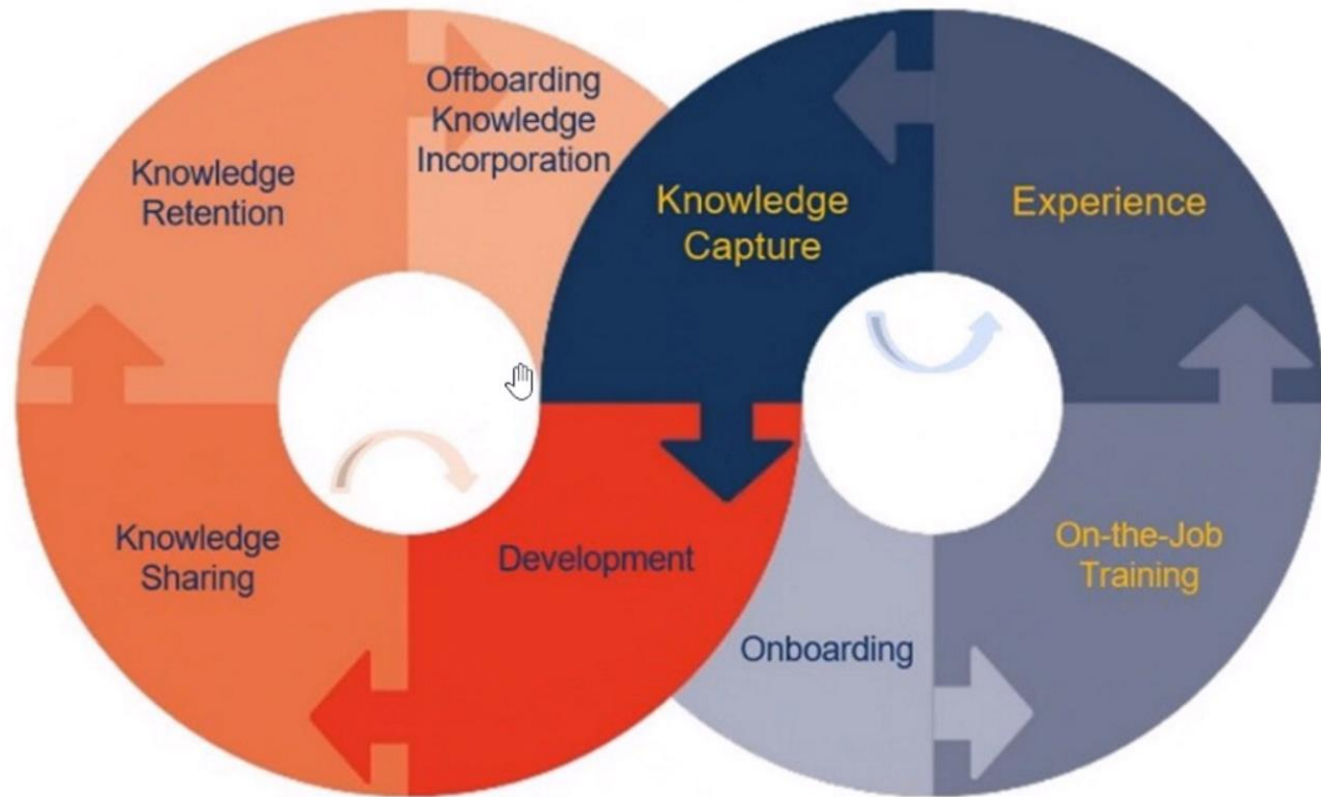 Offboarding
Knowledge
Incorporation
Knowledge
Retention
Knowledge
Capture
Experience
Knowledge
Sharing
Development
Onboarding
On-the-Job
Training